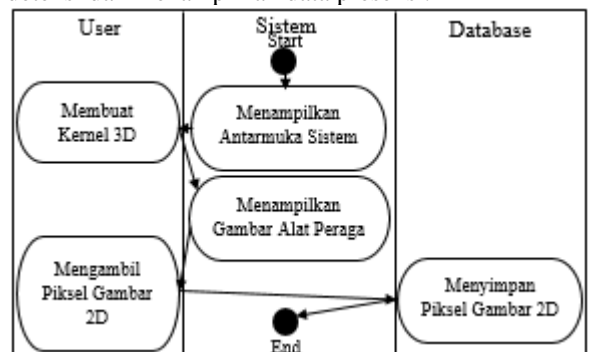 User
Sistem
Database
Start
Membuat
Kernel 3D
Menampilkan
Antarmuka Sistem
Menampilkan
Gambar Alat Peraga
Mengambil
Piksel Gambar
2D
Menyimpan
Piksel Gambar 2D
End